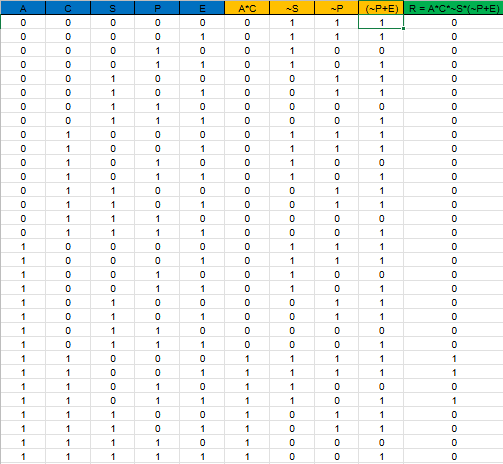 A C S P E A*C ~S ~P (~P+E) R = A*C*~S*(~P+E)
0 0 0 0 0 0 1 1 1 0
0 0 0 0 1 0 1 1 1 0
0 0 0 1 0 0 1 0 0 0
0 0 0 1 1 0 1 0 1 0
0 0 1 0 0 0 0 1 1 0
0 0 1 0 1 0 0 1 1 0
0 0 1 1 0 0 0 0 0 0
0 0 1 1 1 0 0 0 1 0
0 1 0 0 0 0 1 1 1 0
0 1 0 0 1 0 1 1 1 0
0 1 0 1 0 0 1 0 0 0
0 1 0 1 1 0 1 0 1 0
0 1 1 0 0 0 0 1 1 0
0 1 1 0 1 0 0 1 1 0
0 1 1 1 0 0 0 0 0 0
0 1 1 1 1 0 0 0 1 0
1 0 0 0 0 0 1 1 1 0
1 0 0 0 1 0 1 1 1 0
1 0 0 1 0 0 1 0 0 0
1 0 0 1 1 0 1 0 1 0
1 0 1 0 0 0 0 1 1 0
1 0 1 0 1 0 0 1 1 0
1 0 1 1 0 0 0 0 0 0
1 0 1 1 1 0 0 0 1 0
1 1 0 0 0 1 1 1 1 1
1 1 0 0 1 1 1 1 1 1
1 1 0 1 0 1 1 0 0 0
1 1 0 1 1 1 1 0 1 1
1 1 1 0 0 1 0 1 1 0
1 1 1 0 1 1 0 1 1 0
1 1 1 1 0 1 0 0 0 0
1 1 1 1 1 1 0 0 1 0